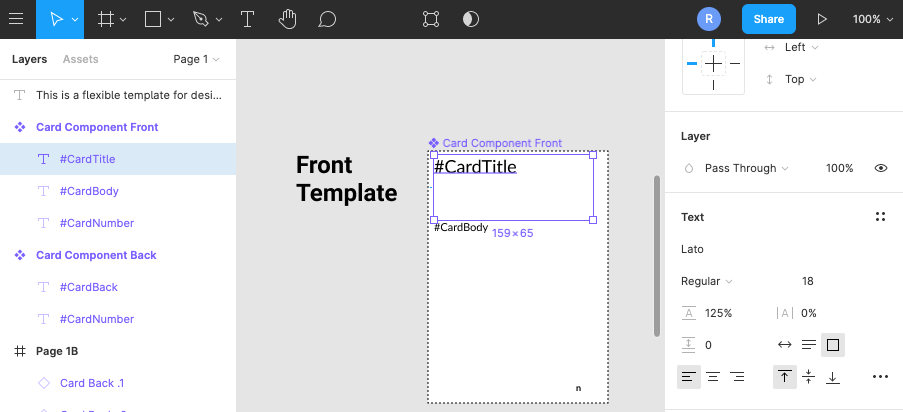 R
Share
100%
Layers
Assets
Page 1
This is a flexible template for desi...
Card Component Front
#CardTitle
#CardBody
#CardNumber
Card Component Back
#CardBack
#CardNumber
Page 1B
Card Back .1
Front
Template
Card Component Front
#CardTitle
#CardBody
159×65
n
Left
Top
Layer
Pass Through
100%
Text
Lato
Regular
18
125%
0%
0